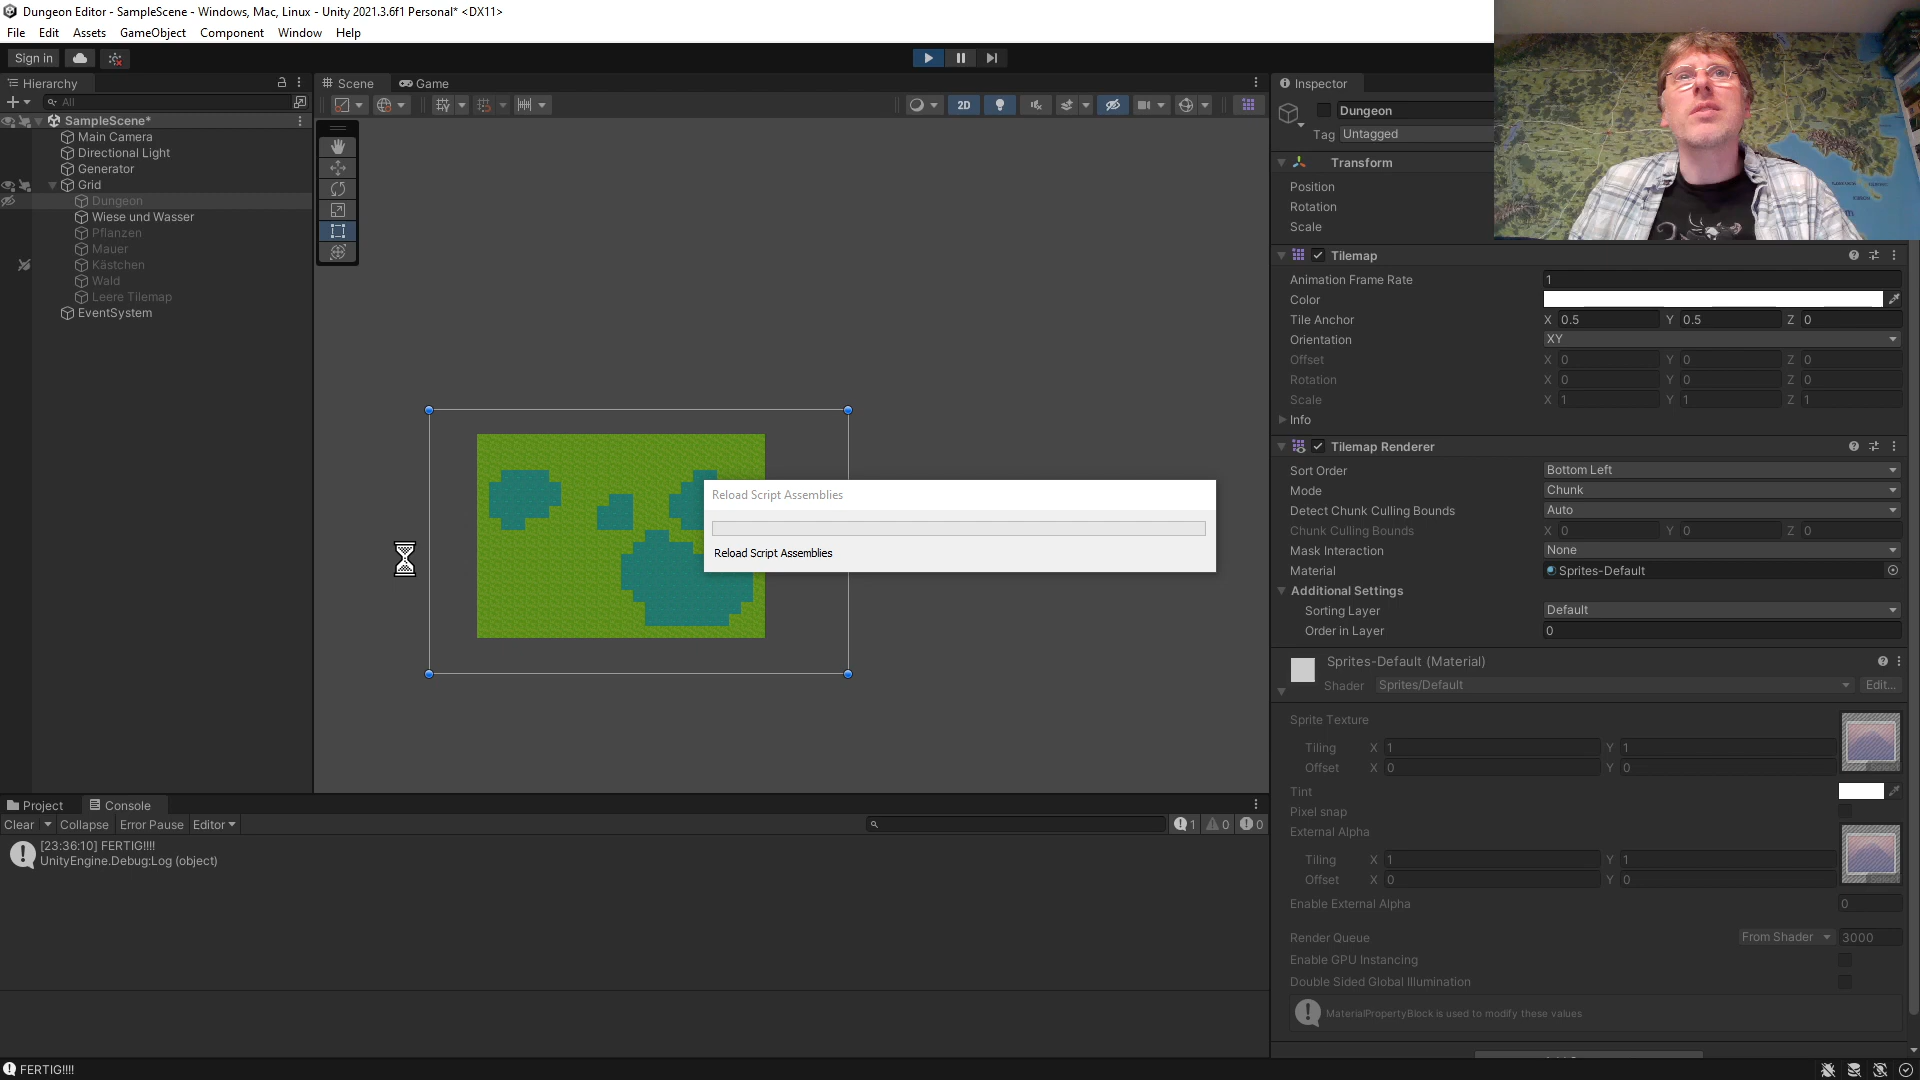 Dungeon Editor - SampleScene - Windows, Mac, Linux - Unity 2021.3.6f1 Personal* <DX11>
File Edit Assets GameObject Component Window Help
Sign in
Hierarchy
All
SampleScene*
Main Camera
Directional Light
Generator
Grid
Dungeon
Wiese und Wasser
Pflanzen
Mauer
Kästchen
Wald
Leere Tilemap
EventSystem
Scene Game
2D
Reload Script Assemblies
Reload Script Assemblies
Inspector
Dungeon
Tag Untagged
Transform
Position
Rotation
Scale
Tilemap
Animation Frame Rate 1
Color
Tile Anchor X 0.5 Y 0.5 Z 0
Orientation XY
Offset X 0 Y 0 Z 0
Rotation X 0 Y 0 Z 0
Scale X 1 Y 1 Z 1
Info
Tilemap Renderer
Sort Order Bottom Left
Mode Chunk
Detect Chunk Culling Bounds Auto
Chunk Culling Bounds X 0 Y 0 Z 0
Mask Interaction None
Material Sprites-Default
Additional Settings
Sorting Layer Default
Order in Layer 0
Sprites-Default (Material)
Shader Sprites/Default Edit...
Sprite Texture
Tiling X 1 Y 1
Offset X 0 Y 0
Select
Tint
Pixel snap
External Alpha
Tiling X 1 Y 1
Offset X 0 Y 0
Select
Enable External Alpha 0
Render Queue From Shader 3000
Enable GPU Instancing
Double Sided Global Illumination
MaterialPropertyBlock is used to modify these values
Project Console
Clear Collapse Error Pause Editor 1 0 0
[23:36:10] FERTIG!!!!
UnityEngine.Debug:Log (object)
FERTIG!!!!